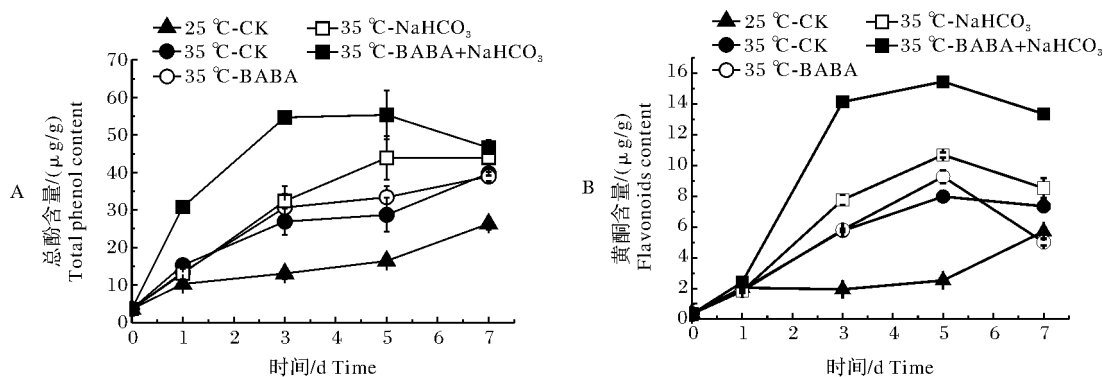 25 ℃-CK
35 ℃-NaHCO₃
35 ℃-CK
35 ℃-BABA+NaHCO₃
35 ℃-BABA
A
总酚含量/(μg/g)
Total phenol content
70
60
50
40
30
20
10
0
0 1 2 3 4 5 6 7
时间/d Time
25 ℃-CK
35 ℃-NaHCO₃
35 ℃-CK
35 ℃-BABA+NaHCO₃
35 ℃-BABA
B
黄酮含量/(μg/g)
Flavonoids content
16
14
12
10
8
6
4
2
0
0 1 2 3 4 5 6 7
时间/d Time